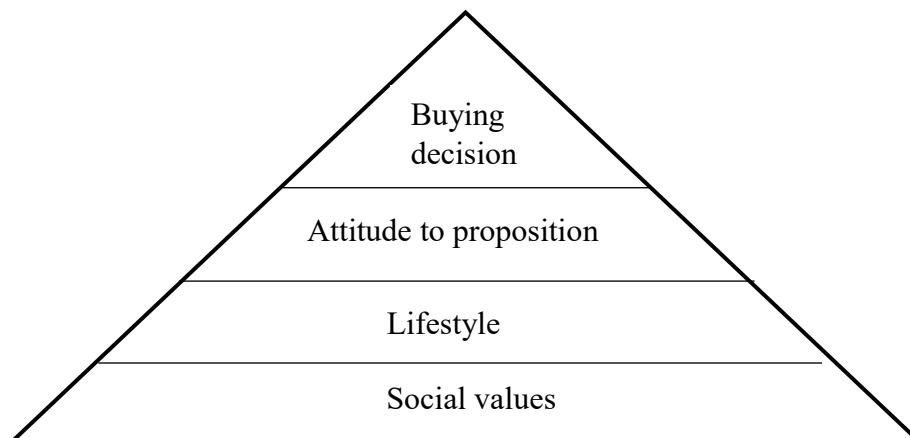 Buying
decision
Attitude to proposition
Lifestyle
Social values